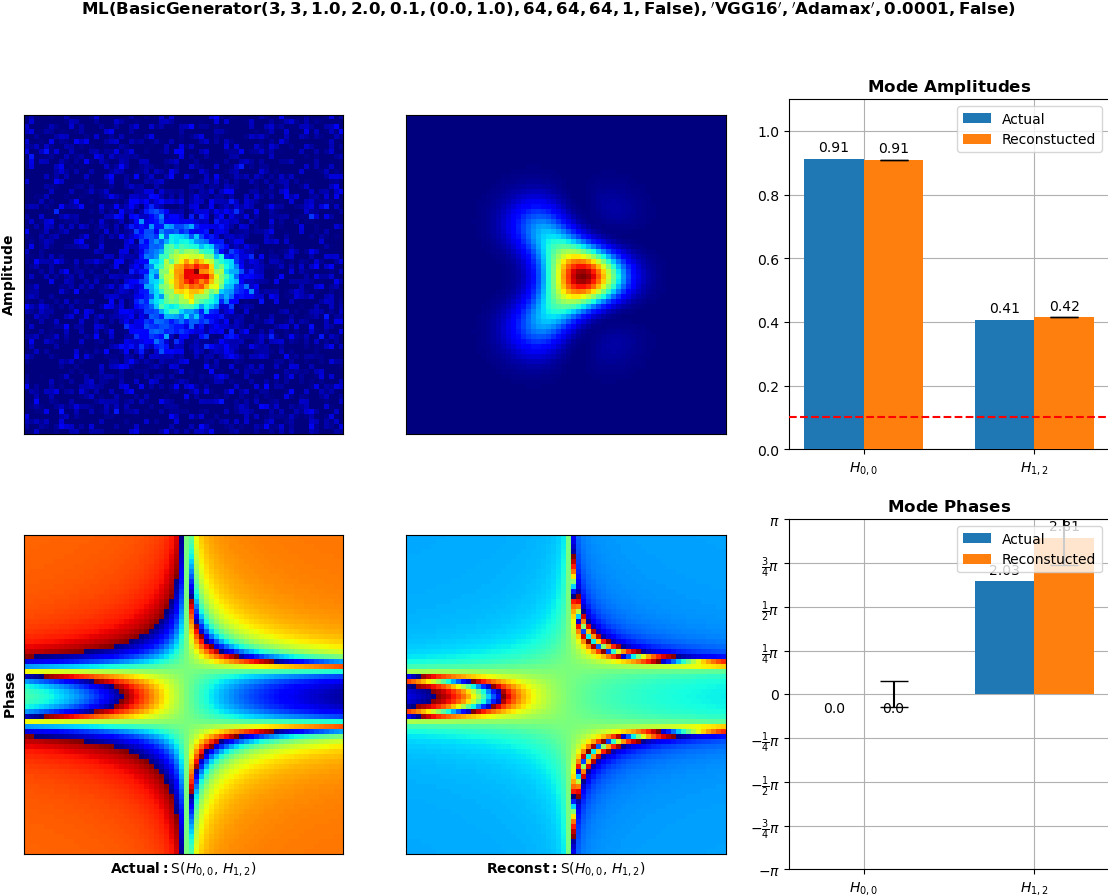 ML(BasicGenerator(3, 3, 1.0, 2.0, 0.1, (0.0, 1.0), 64, 64, 64, 1, False), ′VGG16′, ′Adamax′, 0.0001, False)
Amplitude
Mode Amplitudes
Actual
Reconstucted
1.0
0.8
0.6
0.4
0.2
0.0
0.91
0.91
0.41
0.42
H0, 0
H1, 2
Phase
Actual: S(H0, 0, H1, 2)
Reconst: S(H0, 0, H1, 2)
Mode Phases
Actual
Reconstucted
π
3/4π
1/2π
1/4π
0
−1/4π
−1/2π
−3/4π
−π
0.0
0.0
2.03
2.81
H0, 0
H1, 2